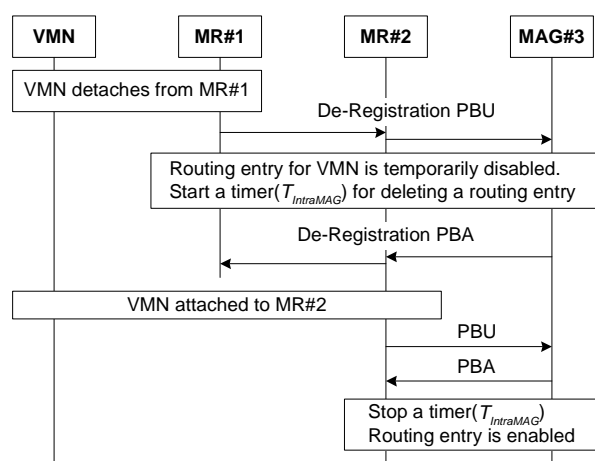 VMN MR#1 MR#2 MAG#3
VMN detaches from MR#1
De-Registration PBU
Routing entry for VMN is temporarily disabled.
Start a timer(T_IntraMAG) for deleting a routing entry
De-Registration PBA
VMN attached to MR#2
PBU
PBA
Stop a timer(T_IntraMAG)
Routing entry is enabled